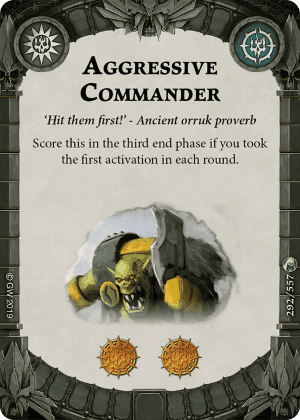 AGGRESSIVE
COMMANDER
‘Hit them first!’ - Ancient orruk proverb
Score this in the third end phase if you took
the first activation in each round.
© GW 2019
292/557